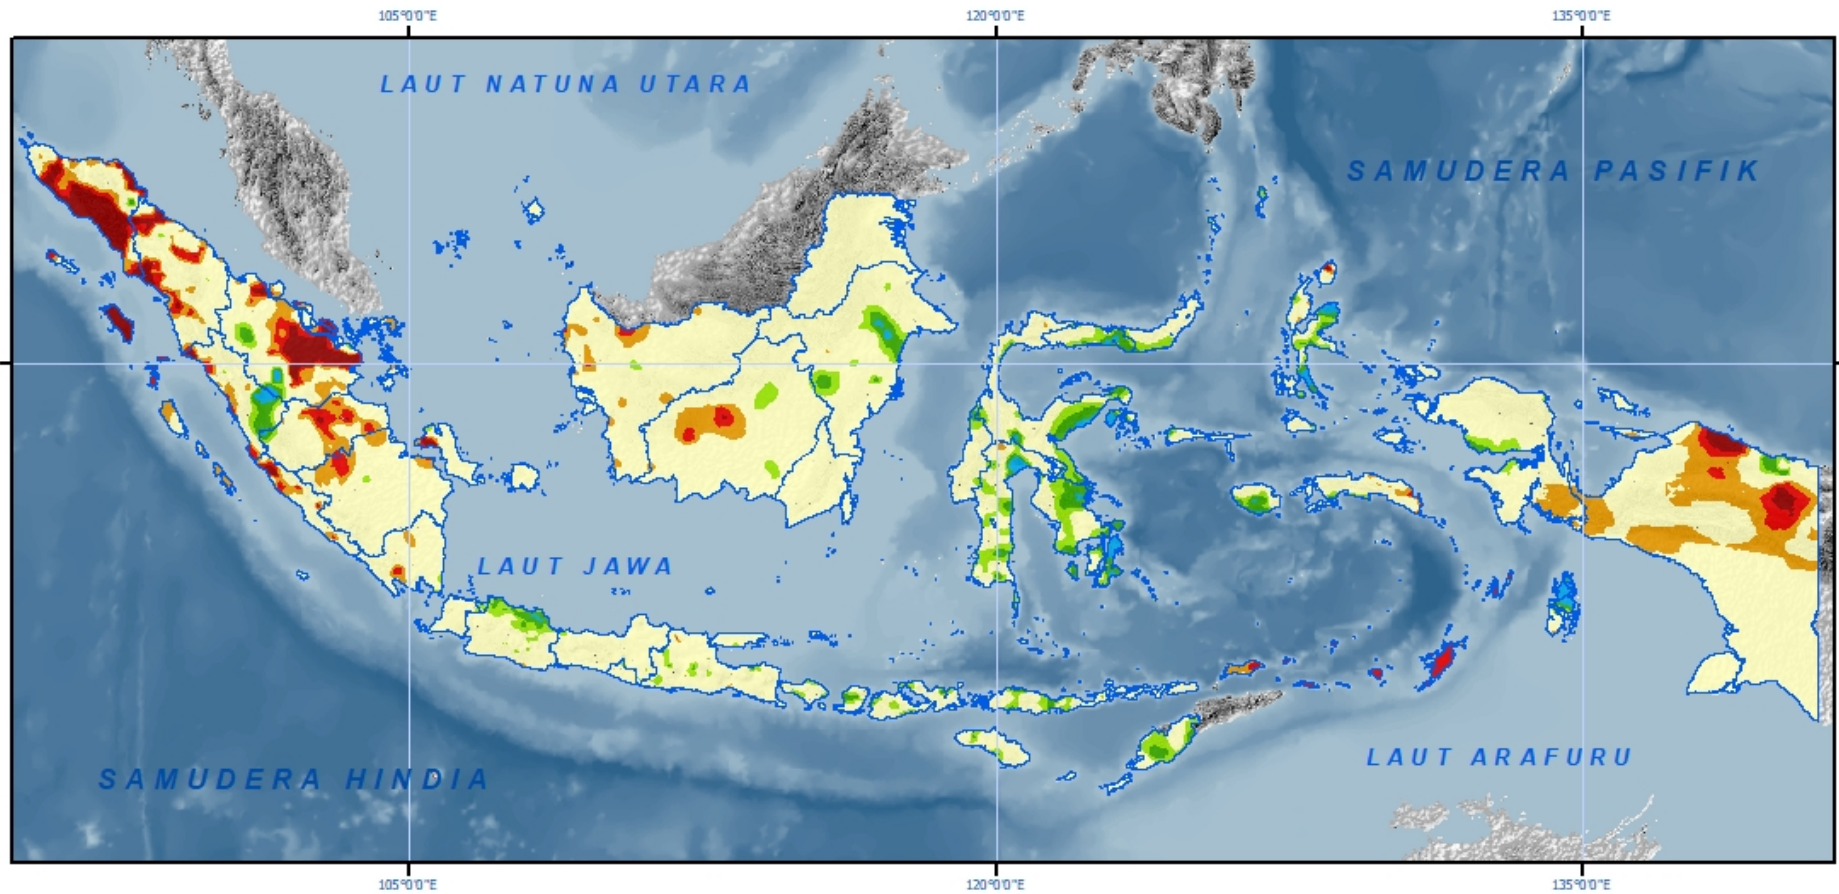 105°0'0"E 120°0'0"E 135°0'0"E
LAUT NATUNA UTARA
SAMUDERA PASIFIK
LAUT JAWA
LAUT ARAFURU
SAMUDERA HINDIA
105°0'0"E 120°0'0"E 135°0'0"E